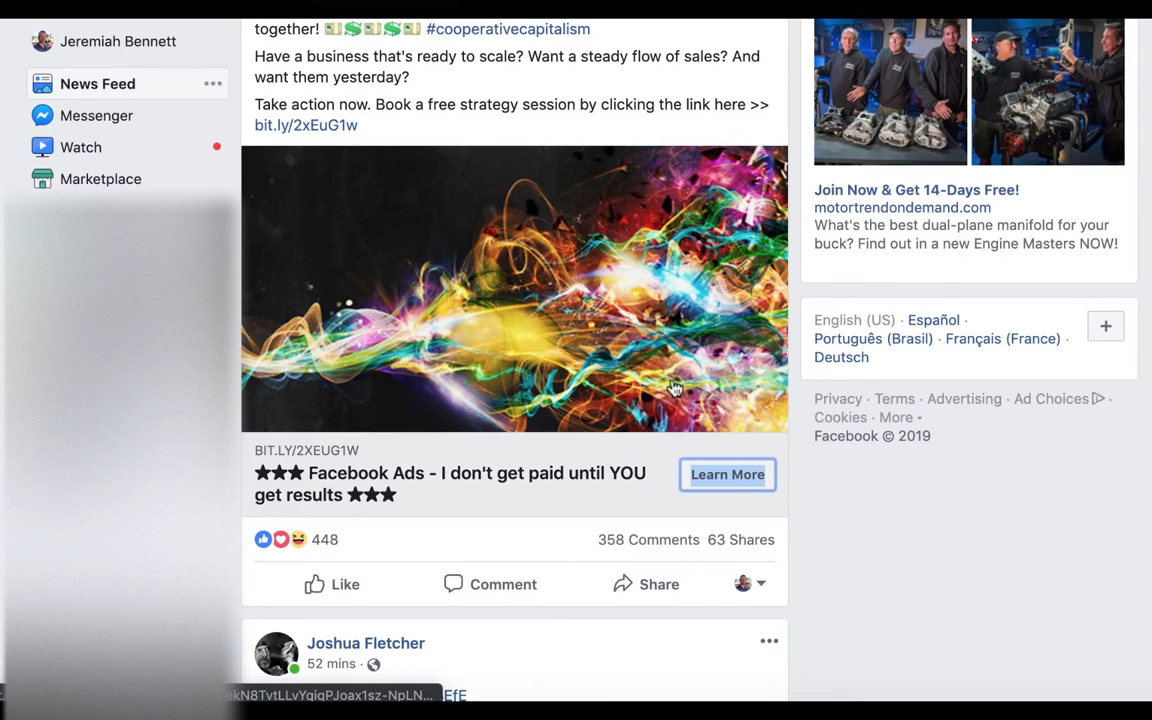 Jeremiah Bennett
News Feed
Messenger
Watch
Marketplace
together! 💵💲💵💲💵 #cooperativecapitalism
Have a business that's ready to scale? Want a steady flow of sales? And
want them yesterday?
Take action now. Book a free strategy session by clicking the link here >>
bit.ly/2xEuG1w
BIT.LY/2XEUG1W
★★★ Facebook Ads - I don't get paid until YOU
get results ★★★
Learn More
448
358 Comments 63 Shares
Like
Comment
Share
Joshua Fletcher
52 mins ·
Join Now & Get 14-Days Free!
motortrendondemand.com
What's the best dual-plane manifold for your
buck? Find out in a new Engine Masters NOW!
English (US) · Español ·
Português (Brasil) · Français (France) ·
Deutsch
Privacy · Terms · Advertising · Ad Choices ·
Cookies · More
Facebook © 2019